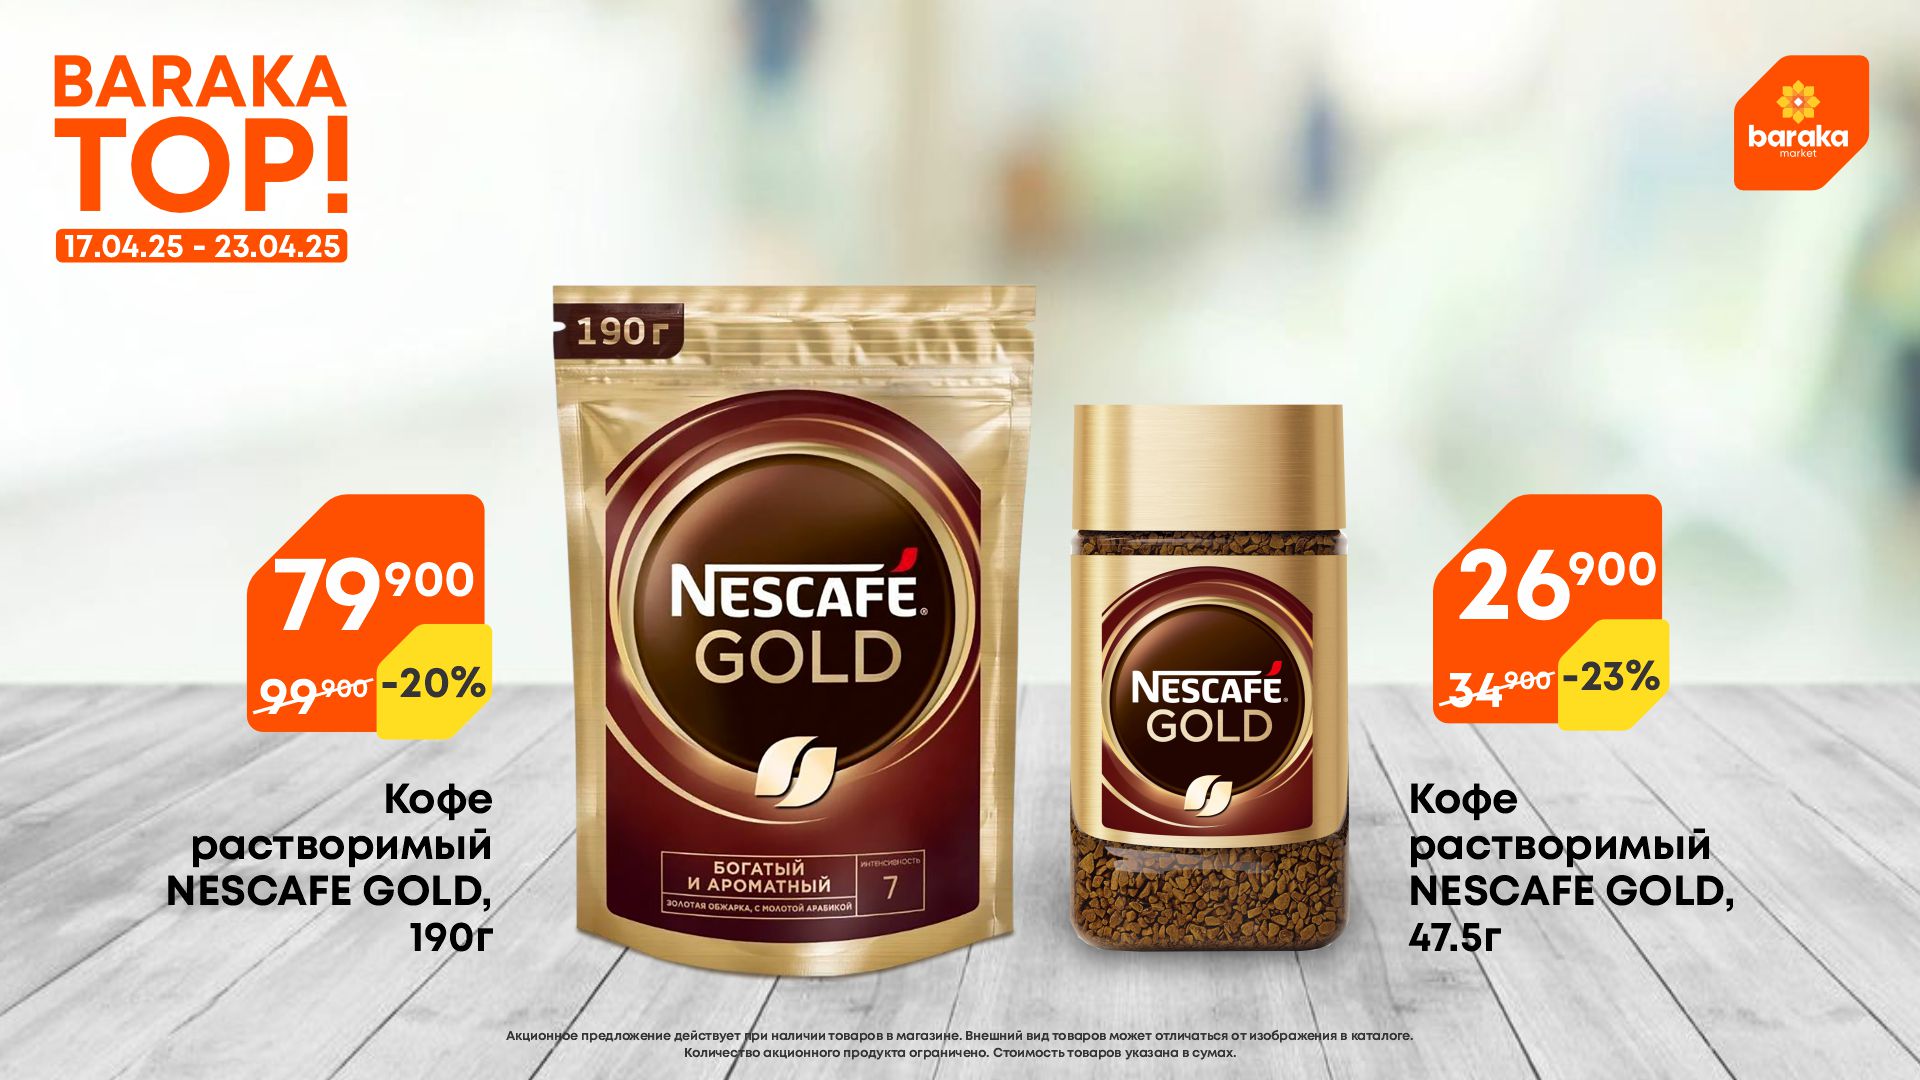 BARAKA
TOP!
17.04.25 - 23.04.25
baraka
market
190г
NESCAFÉ
GOLD
БОГАТЫЙ
И АРОМАТНЫЙ
ЗОЛОТАЯ ОБЖАРКА, С МОЛОТОЙ АРАБИКОЙ
ИНТЕНСИВНОСТЬ
7
NESCAFÉ
GOLD
79 900
99 900
-20%
Кофе
растворимый
NESCAFE GOLD,
190г
26 900
34 900
-23%
Кофе
растворимый
NESCAFE GOLD,
47.5г
Акционное предложение действует при наличии товаров в магазине. Внешний вид товаров может отличаться от изображения в каталоге.
Количество акционного продукта ограничено. Стоимость товаров указана в сумах.